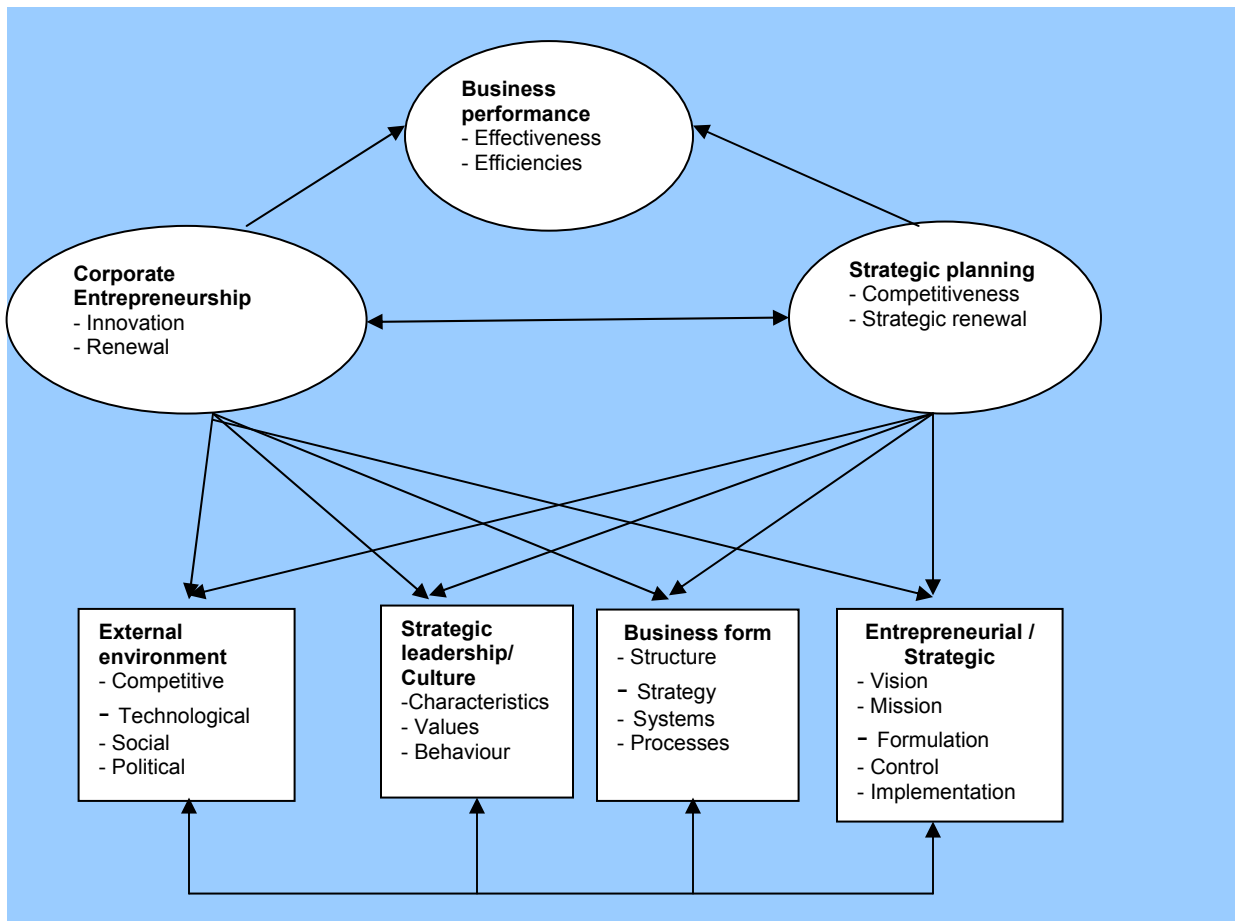 Business
performance
- Effectiveness
- Efficiencies
Corporate
Entrepreneurship
- Innovation
- Renewal
Strategic planning
- Competitiveness
- Strategic renewal
External
environment
- Competitive
- Technological
- Social
- Political
Strategic
leadership/
Culture
-Characteristics
- Values
- Behaviour
Business form
- Structure
- Strategy
- Systems
- Processes
Entrepreneurial /
Strategic
- Vision
- Mission
- Formulation
- Control
- Implementation